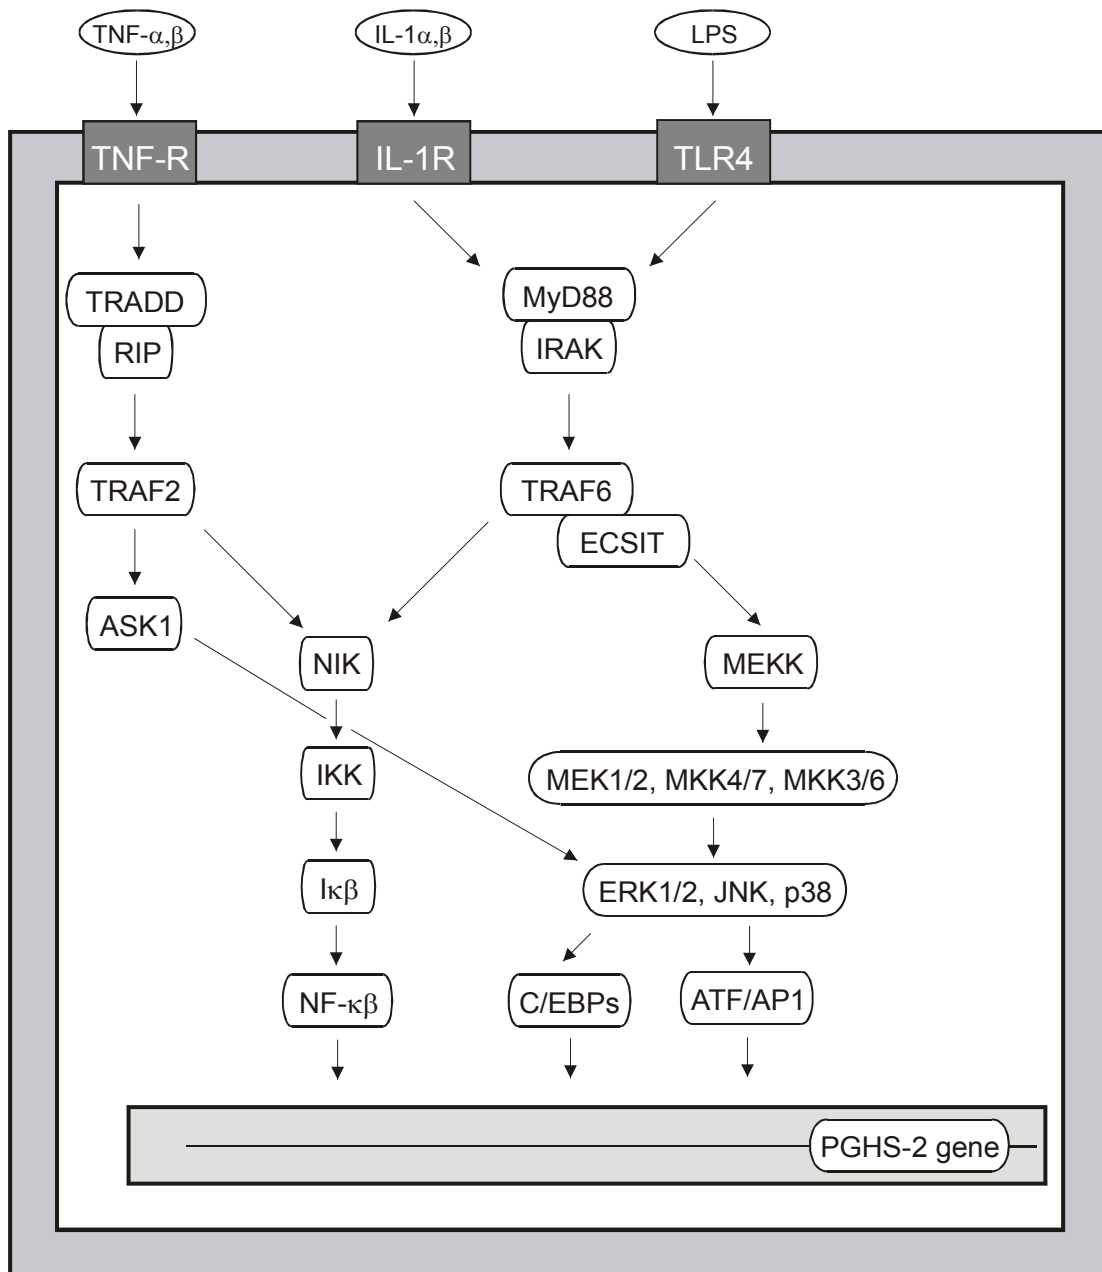 TNF-α,β
IL-1α,β
LPS
TNF-R
IL-1R
TLR4
TRADD
MyD88
RIP
IRAK
TRAF2
TRAF6
ECSIT
ASK1
NIK
MEKK
IKK
MEK1/2, MKK4/7, MKK3/6
Iκβ
ERK1/2, JNK, p38
NF-κβ
C/EBPs
ATF/AP1
PGHS-2 gene